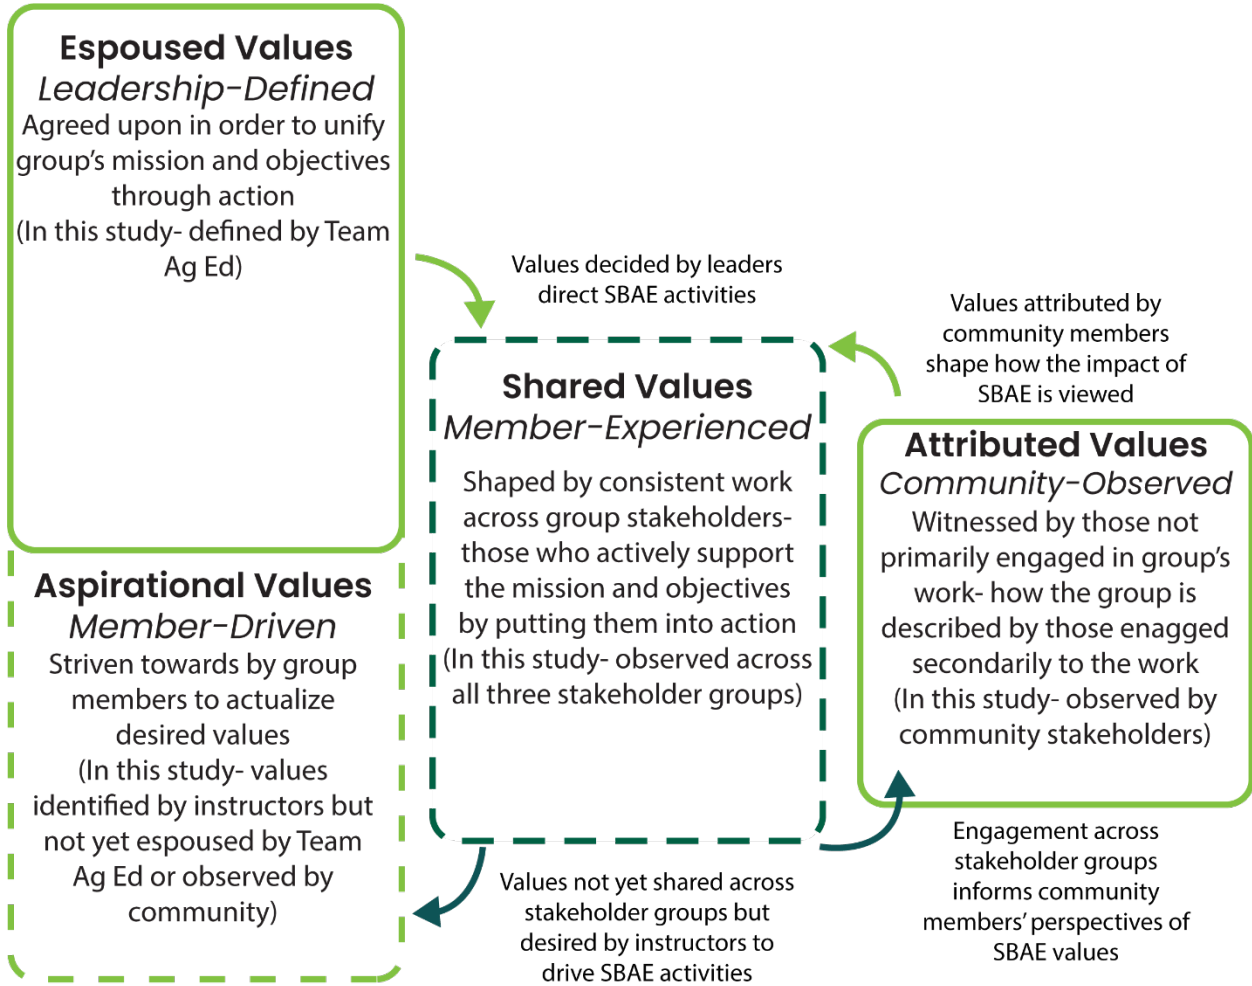 Espoused Values
Leadership-Defined
Agreed upon in order to unify
group's mission and objectives
through action
(In this study- defined by Team
Ag Ed)
Aspirational Values
Member-Driven
Striven towards by group
members to actualize
desired values
(In this study- values
identified by instructors but
not yet espoused by Team
Ag Ed or observed by
community)
Values decided by leaders
direct SBAE activities
Shared Values
Member-Experienced
Shaped by consistent work
across group stakeholders-
those who actively support
the mission and objectives
by putting them into action
(In this study- observed across
all three stakeholder groups)
Values not yet shared across
stakeholder groups but
desired by instructors to
drive SBAE activities
Values attributed by
community members
shape how the impact of
SBAE is viewed
Attributed Values
Community-Observed
Witnessed by those not
primarily engaged in group's
work- how the group is
described by those enagged
secondarily to the work
(In this study- observed by
community stakeholders)
Engagement across
stakeholder groups
informs community
members' perspectives of
SBAE values